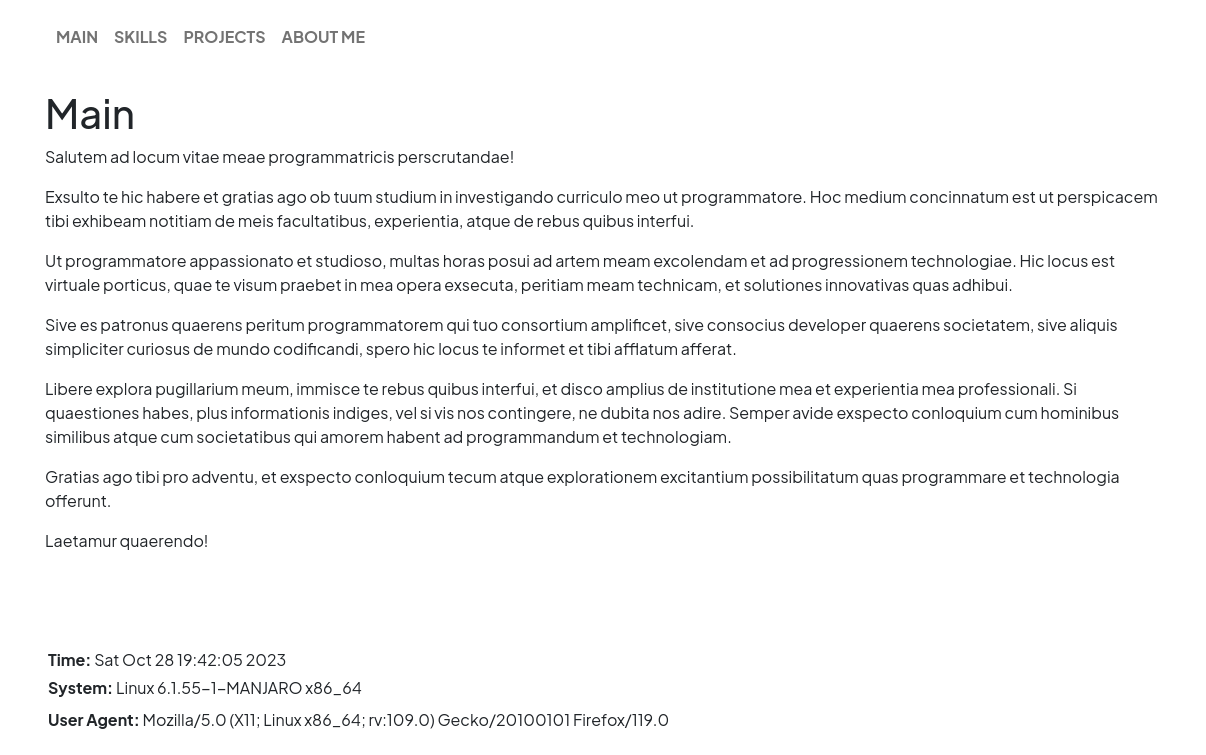 MAIN SKILLS PROJECTS ABOUT ME
Main
Salutem ad locum vitae meae programmatricis perscrutandae!
Exsulto te hic habere et gratias ago ob tuum studium in investigando curriculo meo ut programmatore. Hoc medium concinnatum est ut perspicacem
tibi exhibeam notitiam de meis facultatibus, experientia, atque de rebus quibus interfui.
Ut programmatore appassionato et studioso, multas horas posui ad artem meam excolendam et ad progressionem technologiae. Hic locus est
virtuale porticus, quae te visum praebet in mea opera exsecuta, peritiam meam technicam, et solutiones innovativas quas adhibui.
Sive es patronus quaerens peritum programmatorem qui tuo consortium amplificet, sive consocius developer quaerens societatem, sive aliquis
simpliciter curiosus de mundo codificandi, spero hic locus te informet et tibi afflatum afferat.
Libere explora pugillarium meum, immisce te rebus quibus interfui, et disco amplius de institutione mea et experientia mea professionali. Si
quaestiones habes, plus informationis indiges, vel si vis nos contingere, ne dubita nos adire. Semper avide exspecto conloquium cum hominibus
similibus atque cum societatibus qui amorem habent ad programmandum et technologiam.
Gratias ago tibi pro adventu, et exspecto conloquium tecum atque explorationem excitantium possibilitatum quas programmare et technologia
offerunt.
Laetamur quaerendo!
Time: Sat Oct 28 19:42:05 2023
System: Linux 6.1.55-1-MANJARO x86_64
User Agent: Mozilla/5.0 (X11; Linux x86_64; rv:109.0) Gecko/20100101 Firefox/119.0